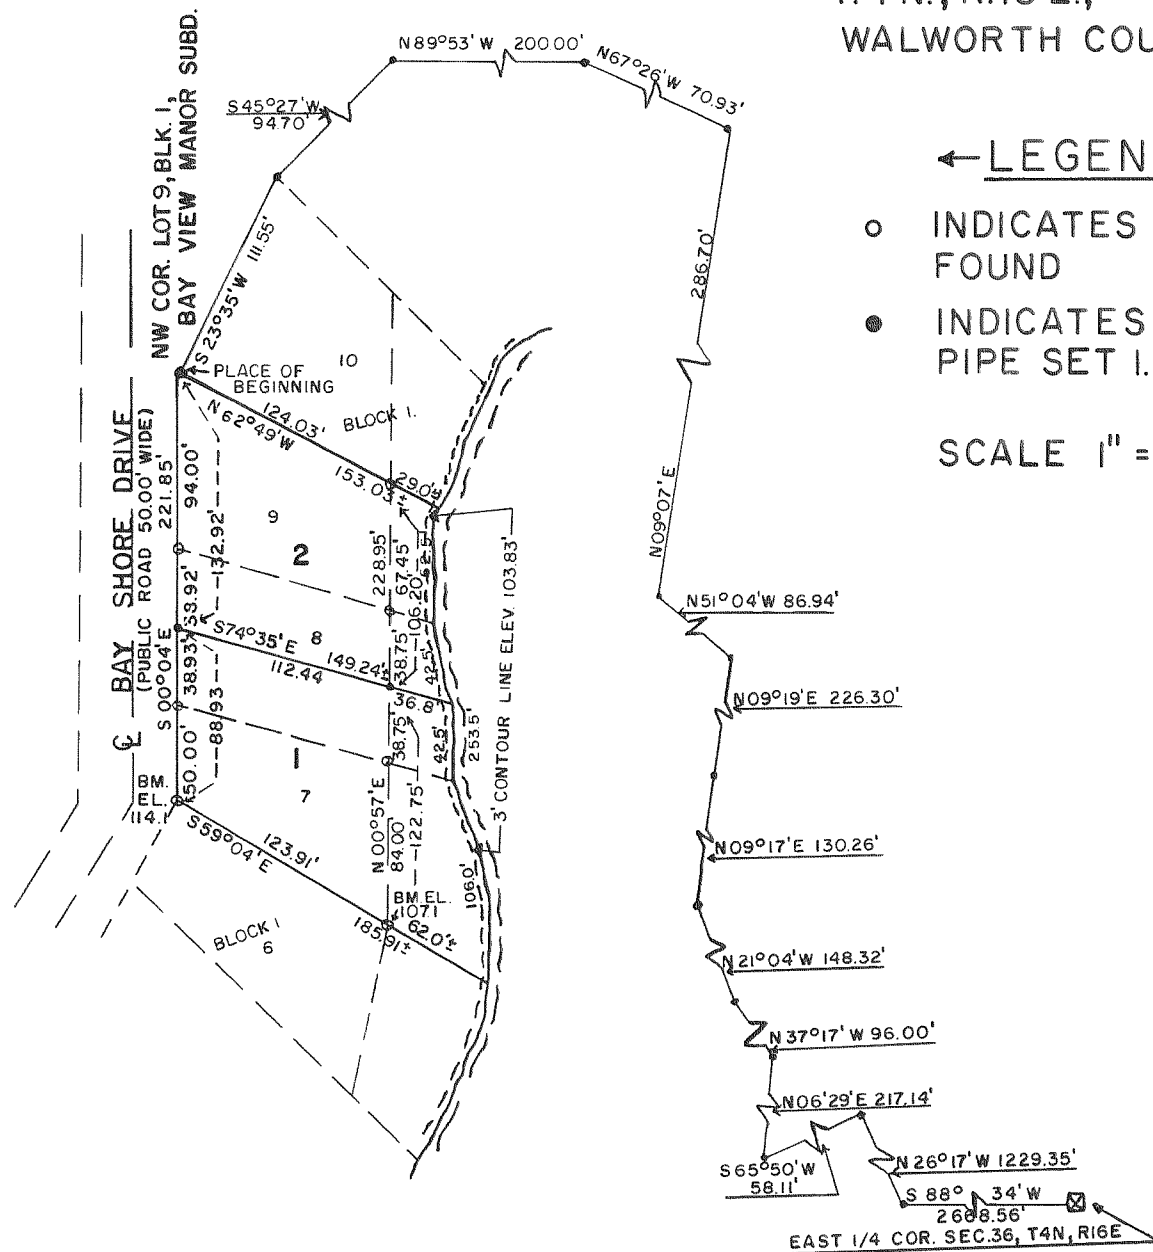 WALWORTH COU
←LEGEN
INDICATES
FOUND
INDICATES
PIPE SET 1.
SCALE 1" =
N89°53' W 200.00'
N67°26'W 70.93'
S45°27'W
94.70'
NW COR. LOT 9, BLK. 1,
BAY VIEW MANOR SUBD.
S 23°35'W 111.55'
286.70'
N09°07'E
PLACE OF
BEGINNING
10
BLOCK 1.
124.03'
N 62°49'W
153.03'
29.0'±
BAY SHORE DRIVE
(PUBLIC ROAD 50.00' WIDE)
S 00°04'E 221.85'
94.00'
132.92'
38.92'
38.93'
88.93
50.00'
9
2
228.95'
67.45'
106.20'
52.5'
S74°35'E
8
149.24'±
112.44
38.75'
42.5'
36.8'
38.75'
42.5'
253.5'
3' CONTOUR LINE ELEV. 103.83'
1
7
BM.
EL.
114.1
S59°04'E
123.91'
N 00°57'E
84.00'
122.75'
106.0'
BM. EL.
107.1
62.0'±
185.91±
BLOCK 1
6
N51°04'W 86.94'
N09°19'E 226.30'
N09°17'E 130.26'
N 21°04'W 148.32'
N37°17' W 96.00'
N06°29'E 217.14'
S65°50'W
58.11'
N26°17'W 1229.35'
S 88° 34'W
2668.56'
EAST 1/4 COR. SEC.36, T4N, R16E